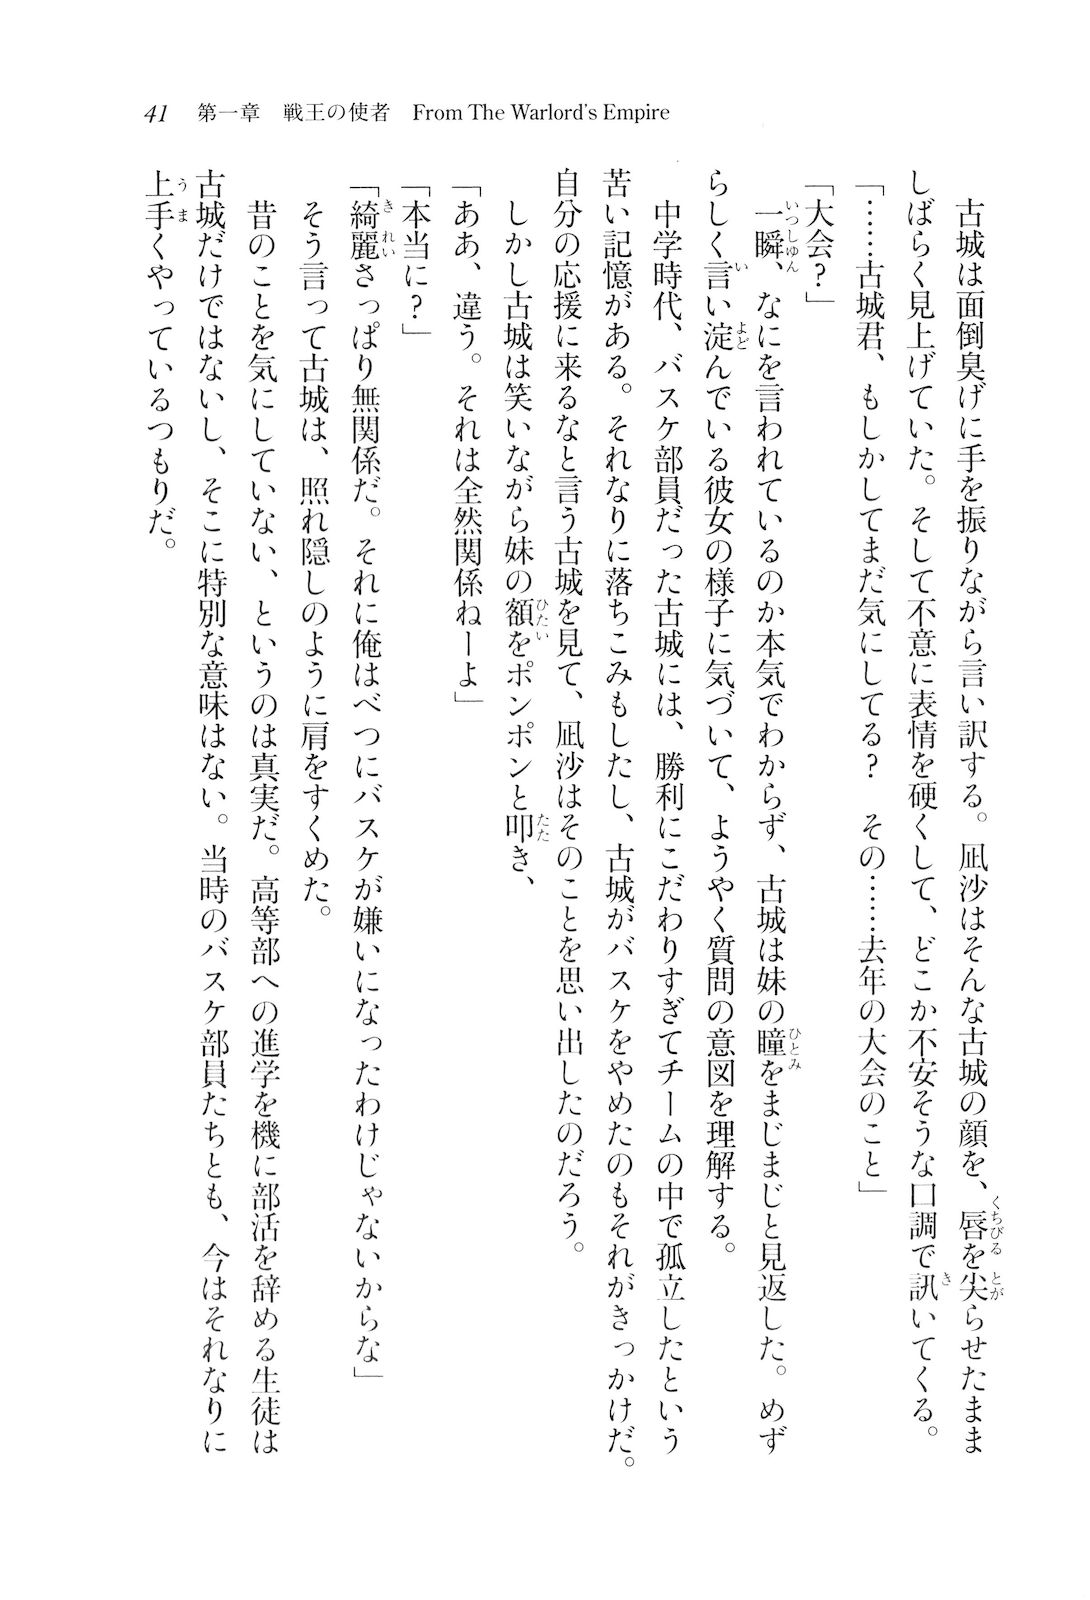 41　第一章　戦王の使者　From The Warlord's Empire
　古城は面倒臭げに手を振りながら言い訳する。凪沙はそんな古城の顔を、唇を尖らせたまま
しばらく見上げていた。そして不意に表情を硬くして、どこか不安そうな口調で訊いてくる。
「……古城君、もしかしてまだ気にしてる？　その……去年の大会のこと」
「大会？」
　一瞬、なにを言われているのか本気でわからず、古城は妹の瞳をまじまじと見返した。めず
らしく言い淀んでいる彼女の様子に気づいて、ようやく質問の意図を理解する。
　中学時代、バスケ部員だった古城には、勝利にこだわりすぎてチームの中で孤立したという
苦い記憶がある。それなりに落ちこみもしたし、古城がバスケをやめたのもそれがきっかけだ。
自分の応援に来るなと言う古城を見て、凪沙はそのことを思い出したのだろう。
　しかし古城は笑いながら妹の額をポンポンと叩き、
「ああ、違う。それは全然関係ねーよ」
「本当に？」
「綺麗さっぱり無関係だ。それに俺はべつにバスケが嫌いになったわけじゃないからな」
　そう言って古城は、照れ隠しのように肩をすくめた。
　昔のことを気にしていない、というのは真実だ。高等部への進学を機に部活を辞める生徒は
古城だけではないし、そこに特別な意味はない。当時のバスケ部員たちとも、今はそれなりに
上手くやっているつもりだ。